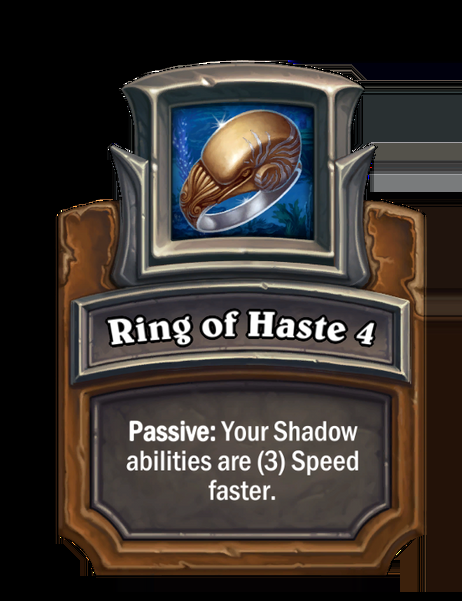 Ring of Haste 4
Passive: Your Shadow
abilities are (3) Speed
faster.